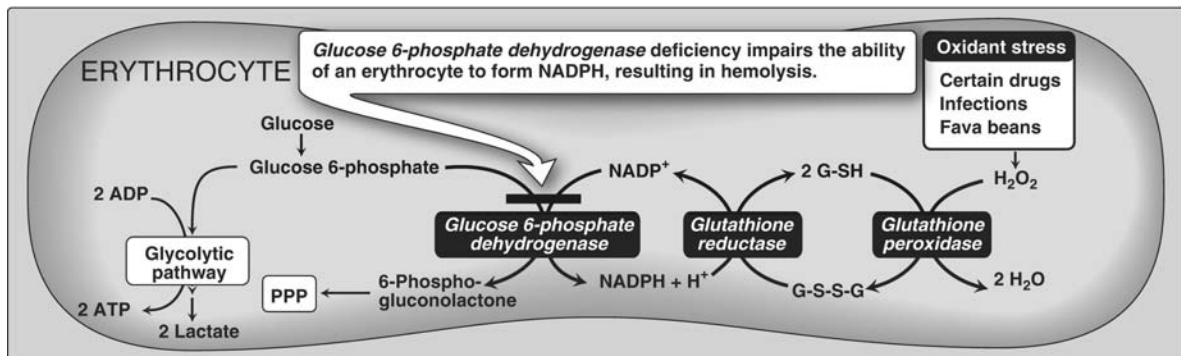 Glucose 6-phosphate dehydrogenase deficiency impairs the ability
of an erythrocyte to form NADPH, resulting in hemolysis.
Oxidant stress
Certain drugs
Infections
Fava beans
ERYTHROCYTE
Glucose
Glucose 6-phosphate
NADP⁺
2 G-SH
H₂O₂
2 ADP
Glucose 6-phosphate
dehydrogenase
Glutathione
reductase
Glutathione
peroxidase
Glycolytic
pathway
PPP
6-Phospho-
gluconolactone
NADPH + H⁺
G-S-S-G
2 H₂O
2 ATP
2 Lactate